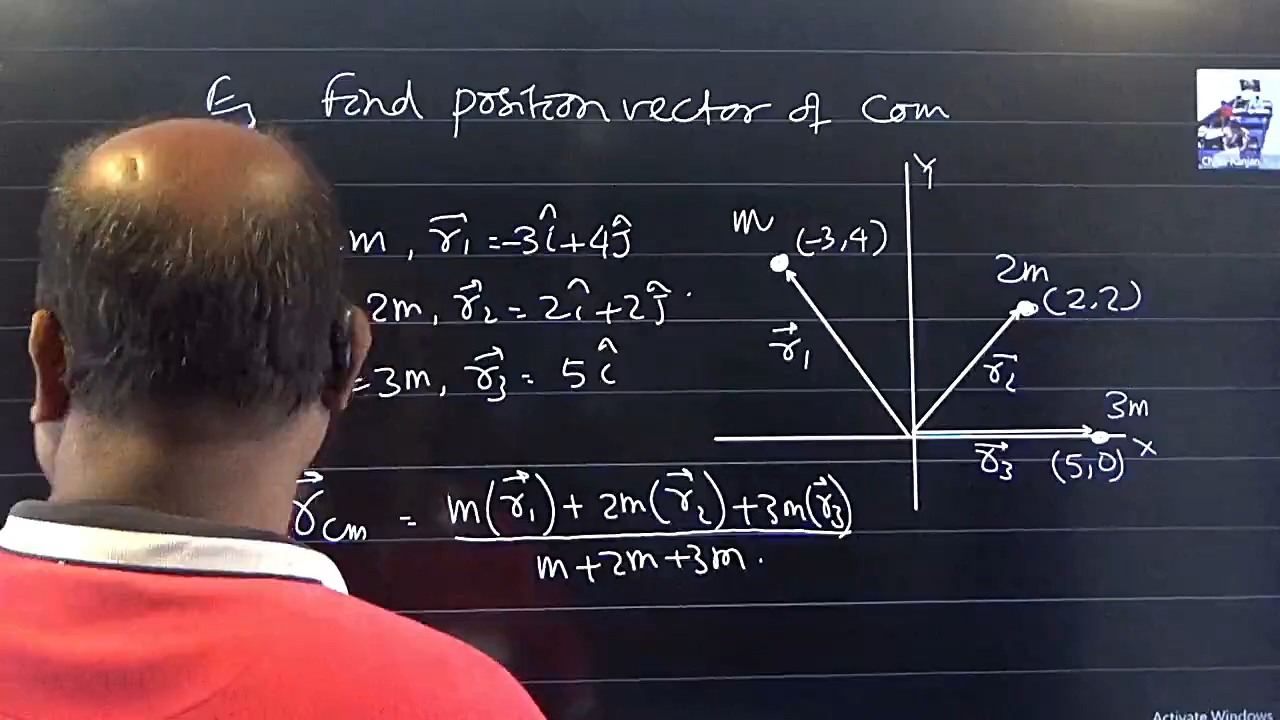 Eg Find position vector of com
m, r⃗₁ = -3î + 4ĵ
2m, r⃗₂ = 2î + 2ĵ
= 3m, r⃗₃ = 5î
r⃗cm = m(r⃗₁) + 2m(r⃗₂) + 3m(r⃗₃)
m + 2m + 3m.
Y
m (-3,4)
2m
(2,2)
r⃗₁
r⃗₂
3m
x
r⃗₃ (5,0)
Activate Windows